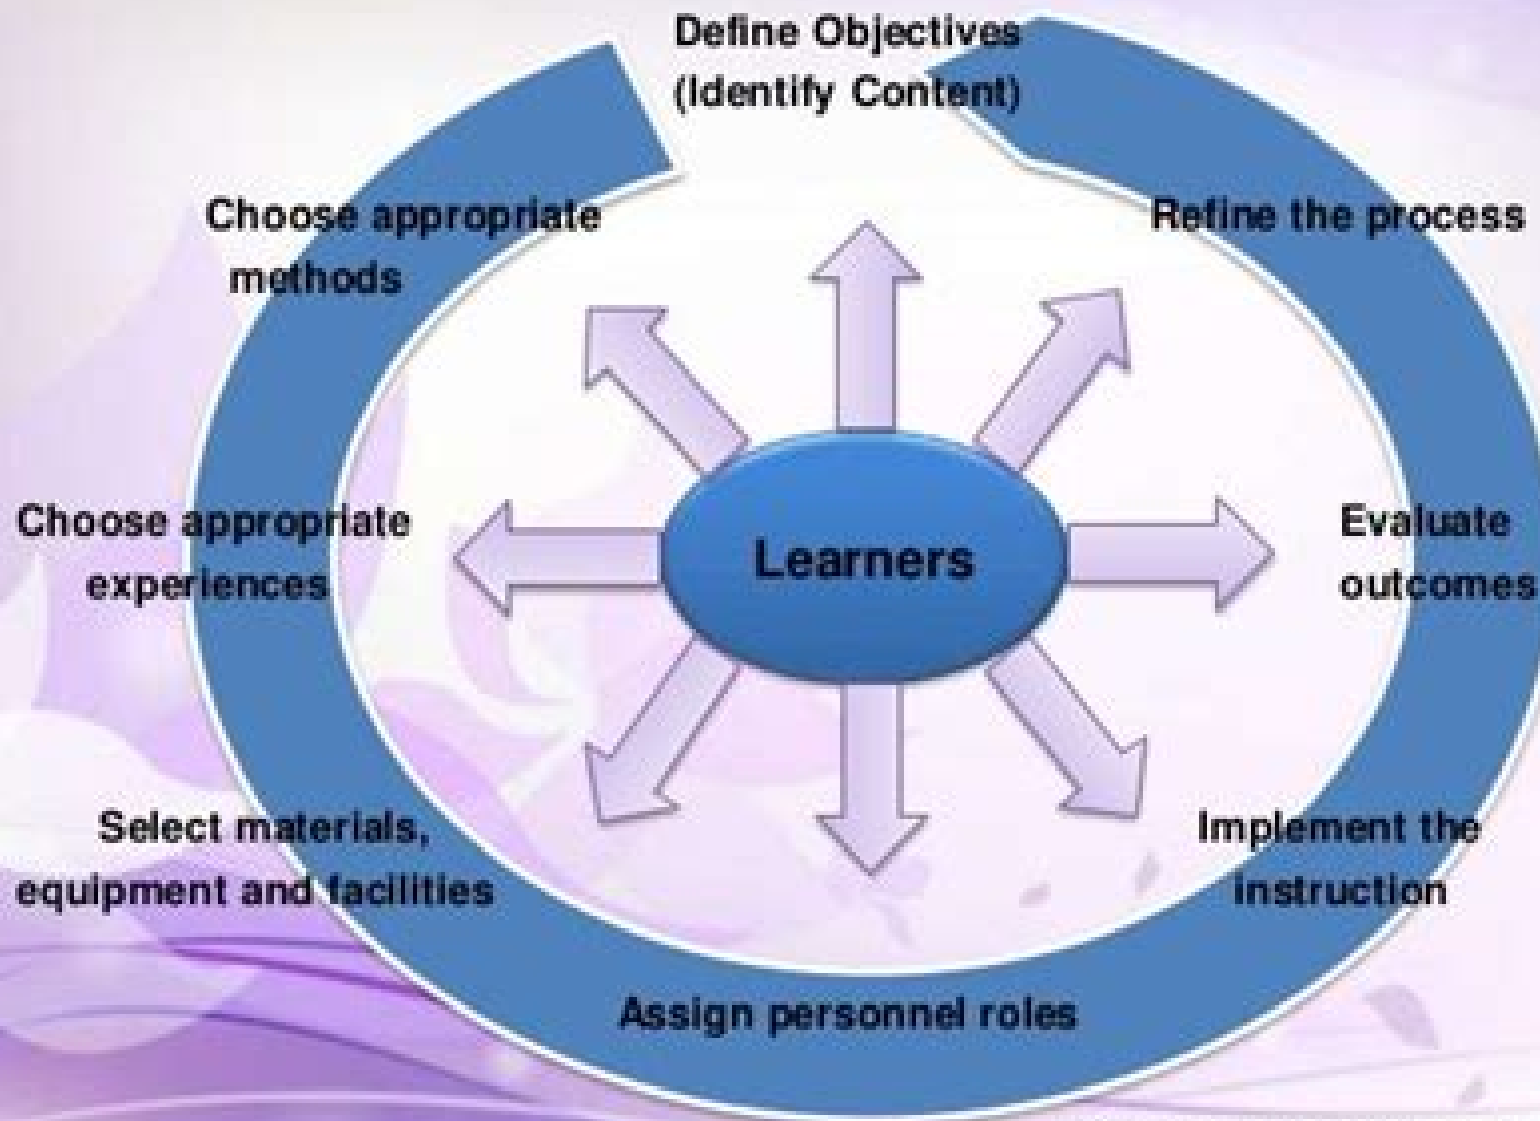 Define Objectives
(Identify Content)
Choose appropriate
methods
Refine the process
Choose appropriate
experiences
Learners
Evaluate
outcomes
Select materials,
equipment and facilities
Implement the
instruction
Assign personnel roles